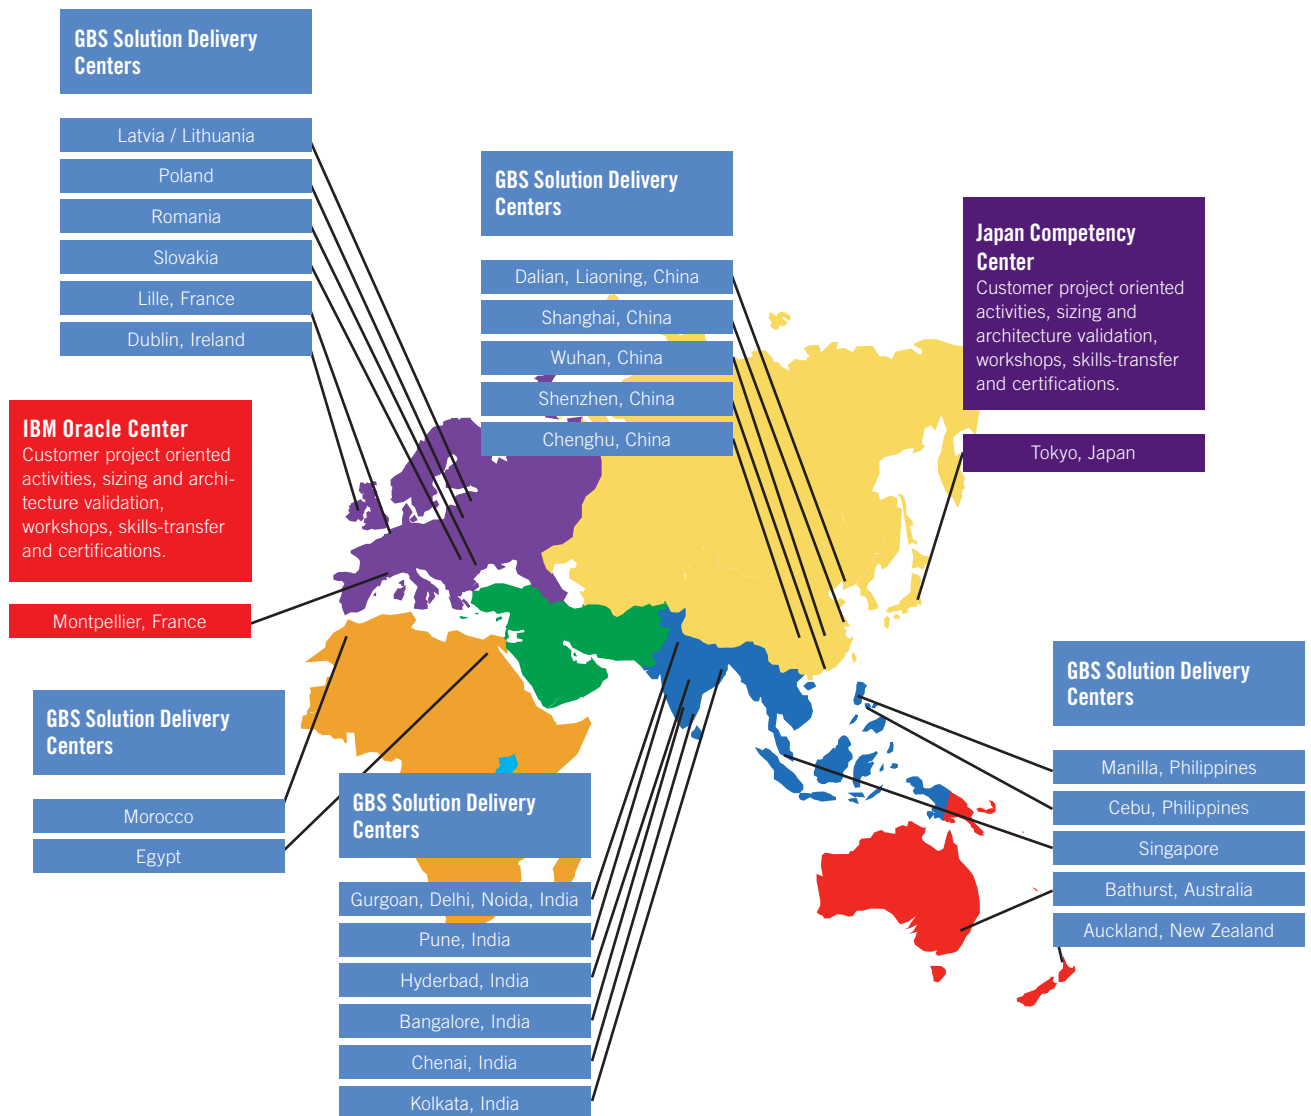 GBS Solution Delivery
Centers
Latvia / Lithuania
Poland
Romania
Slovakia
Lille, France
Dublin, Ireland
GBS Solution Delivery
Centers
Dalian, Liaoning, China
Shanghai, China
Wuhan, China
Shenzhen, China
Chenghu, China
Japan Competency
Center
Customer project oriented
activities, sizing and
architecture validation,
workshops, skills-transfer
and certifications.
Tokyo, Japan
IBM Oracle Center
Customer project oriented
activities, sizing and archi-
tecture validation,
workshops, skills-transfer
and certifications.
Montpellier, France
GBS Solution Delivery
Centers
Morocco
Egypt
GBS Solution Delivery
Centers
Gurgoan, Delhi, Noida, India
Pune, India
Hyderbad, India
Bangalore, India
Chenai, India
Kolkata, India
GBS Solution Delivery
Centers
Manilla, Philippines
Cebu, Philippines
Singapore
Bathurst, Australia
Auckland, New Zealand